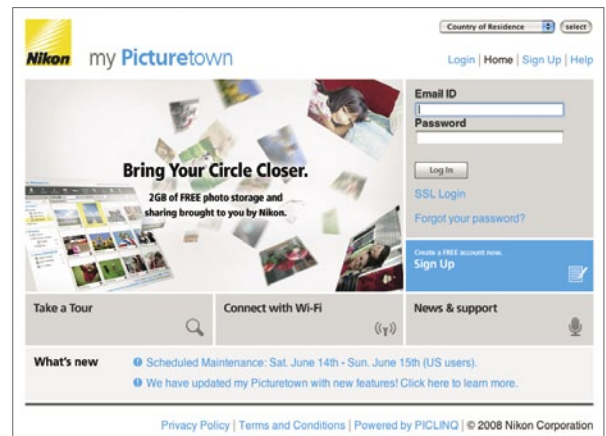 Country of Residence select
Nikon my Picturetown
Login | Home | Sign Up | Help
Email ID
Password
Log In
SSL Login
Forgot your password?
Bring Your Circle Closer.
2GB of FREE photo storage and
sharing brought to you by Nikon.
Create a FREE account now.
Sign Up
Take a Tour
Connect with Wi-Fi
News & support
What's new
Scheduled Maintenance: Sat. June 14th - Sun. June 15th (US users).
We have updated my Picturetown with new features! Click here to learn more.
Privacy Policy | Terms and Conditions | Powered by PICLINQ | © 2008 Nikon Corporation